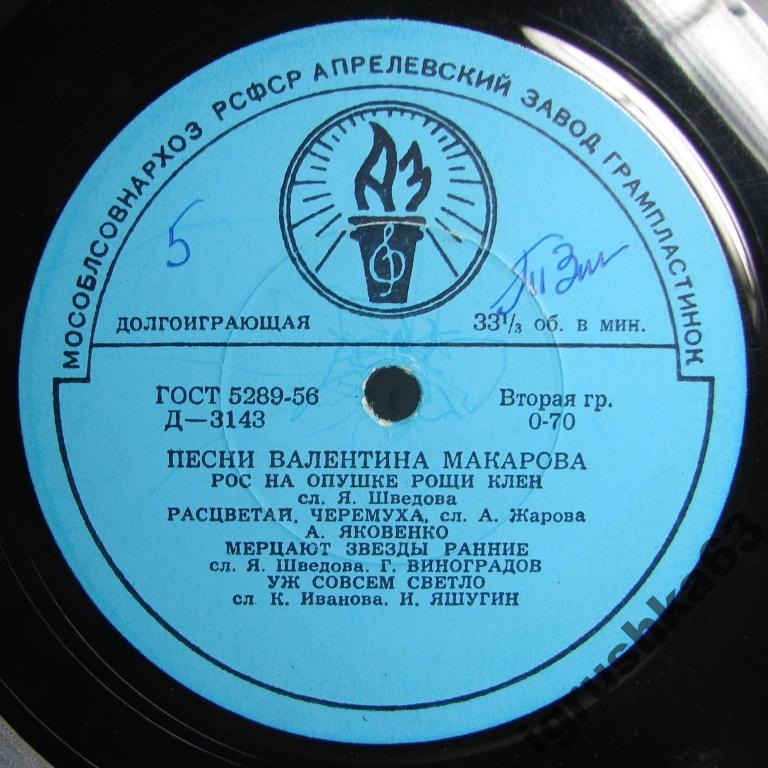 МОСОБЛСОВНАРХОЗ РСФСР АПРЕЛЕВСКИЙ ЗАВОД ГРАМПЛАСТИНОК
АЗ
5
ДОЛГОИГРАЮЩАЯ
33⅓ об. в мин.
ГОСТ 5289-56
Д—3143
Вторая гр.
0-70
ПЕСНИ ВАЛЕНТИНА МАКАРОВА
РОС НА ОПУШКЕ РОЩИ КЛЕН
сл. Я. Шведова
РАСЦВЕТАЙ, ЧЕРЕМУХА, сл. А. Жарова
А. ЯКОВЕНКО
МЕРЦАЮТ ЗВЕЗДЫ РАННИЕ
сл. Я. Шведова. Г. ВИНОГРАДОВ
УЖ СОВСЕМ СВЕТЛО
сл. К. Иванова. И. ЯШУГИН
igrushka63